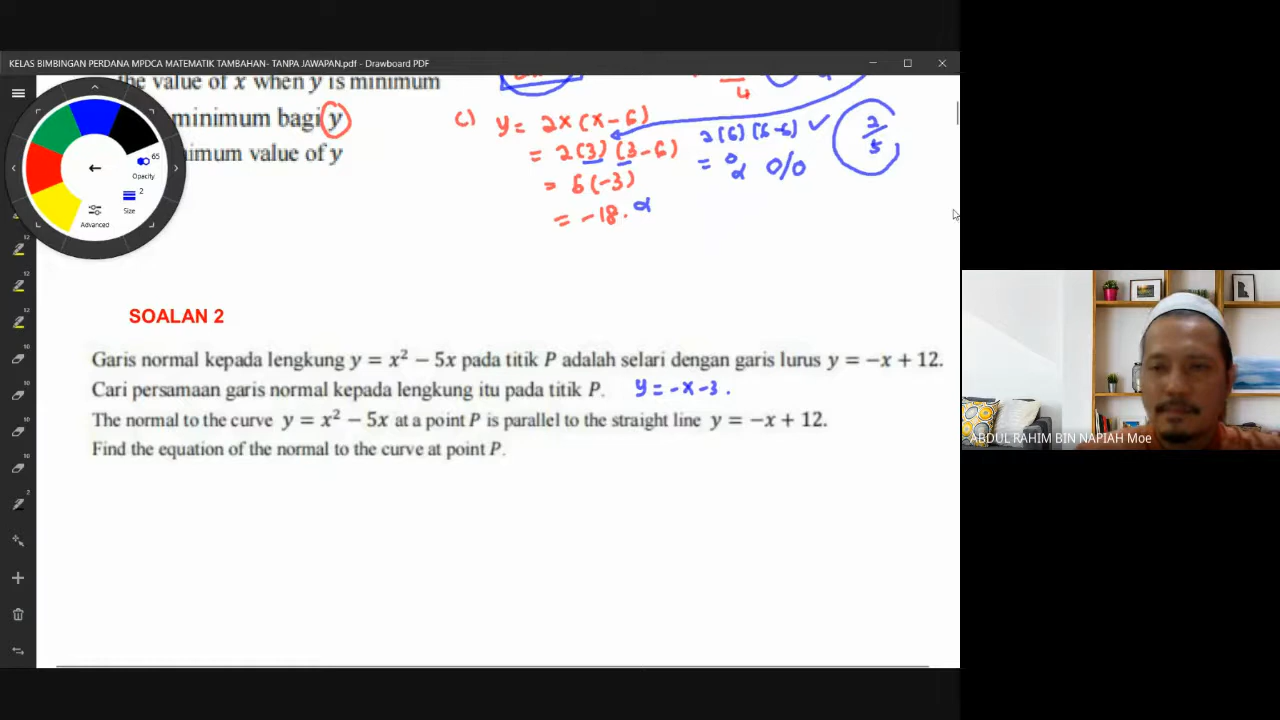 KELAS BIMBINGAN PERDANA MPDCA MATEMATIK TAMBAHAN- TANPA JAWAPAN.pdf - Drawboard PDF
the value of x when y is minimum
minimum bagi y
nimum value of y
65
Opacity
2
Size
Advanced
4
c) y = 2x(x-6)
= 2(3)(3-6)
= 6(-3)
= -18.
2(6)(6-6) ✓
= 0
0/0
2/5
SOALAN 2
Garis normal kepada lengkung y = x² − 5x pada titik P adalah selari dengan garis lurus y = −x + 12.
Cari persamaan garis normal kepada lengkung itu pada titik P. y = -x -3.
The normal to the curve y = x² − 5x at a point P is parallel to the straight line y = −x + 12.
Find the equation of the normal to the curve at point P.
ABDUL RAHIM BIN NAPIAH Moe